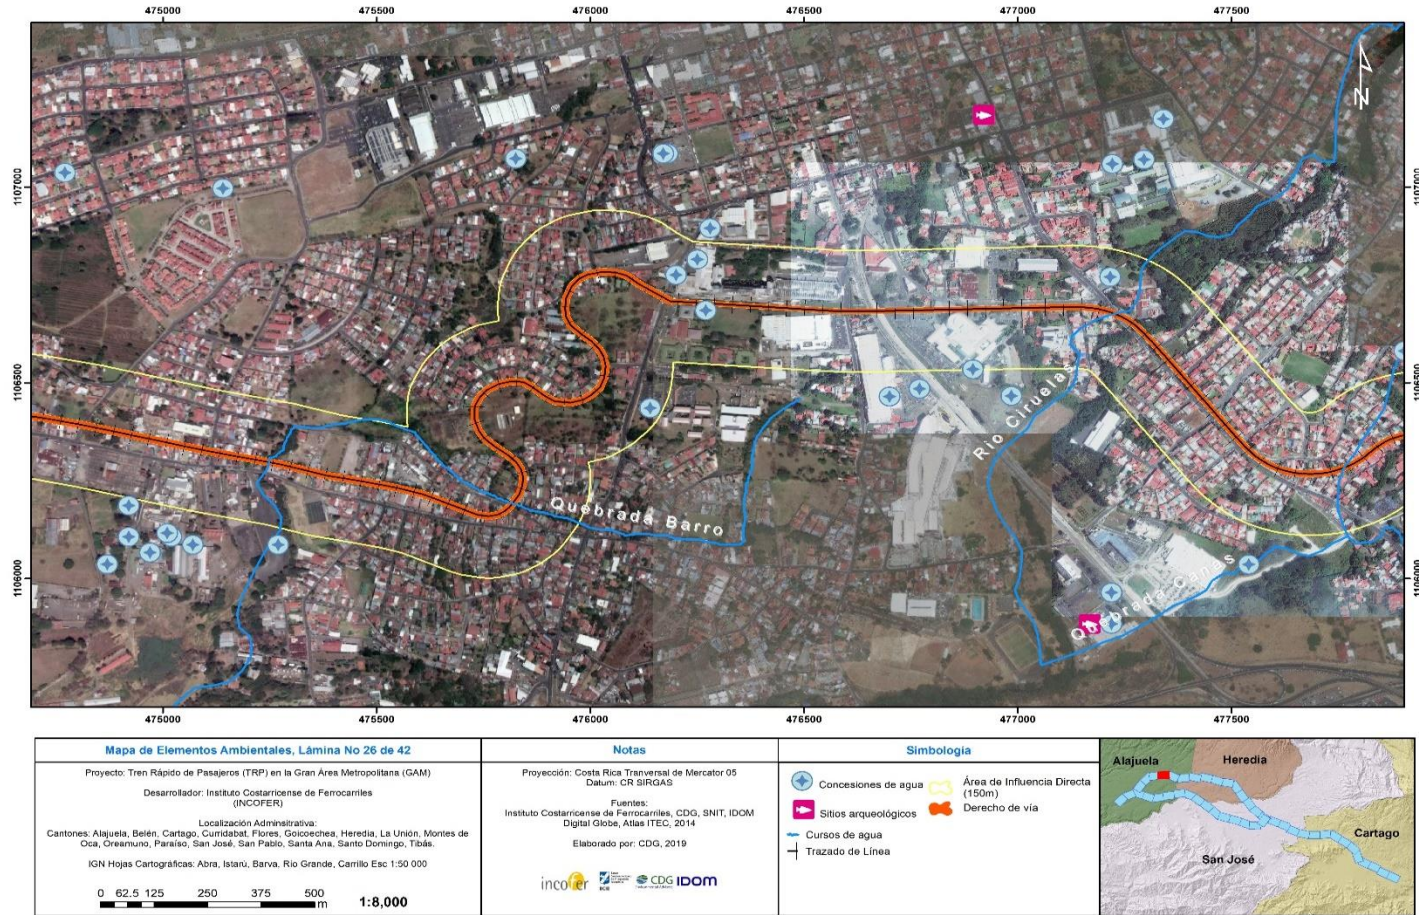 475000 475500 476000 476500 477000 477500
N
1107000 1107000
1106500 1106500
Río Ciruelas
Quebrada Barro
1106000 1106000
Quebrada Cañas
475000 475500 476000 476500 477000 477500
Mapa de Elementos Ambientales, Lámina No 26 de 42
Proyecto: Tren Rápido de Pasajeros (TRP) en la Gran Área Metropolitana (GAM)
Desarrollador: Instituto Costarricense de Ferrocarriles
(INCOFER)
Localización Adminsitrativa:
Cantones: Alajuela, Belén, Cartago, Curridabat, Flores, Goicoechea, Heredia, La Unión, Montes de
Oca, Oreamuno, Paraíso, San José, San Pablo, Santa Ana, Santo Domingo, Tibás.
IGN Hojas Cartográficas: Abra, Istarú, Barva, Río Grande, Carrillo Esc 1:50 000
0 62.5 125 250 375 500
m
1:8,000
Notas
Proyección: Costa Rica Tranversal de Mercator 05
Datum: CR SIRGAS
Fuentes:
Instituto Costarricense de Ferrocarriles, CDG, SNIT, IDOM
Digital Globe, Atlas ITEC, 2014
Elaborado por: CDG, 2019
incofer CDG IDOM
Simbología
Concesiones de agua
Sitios arqueológicos
Cursos de agua
Trazado de Línea
Área de Influencia Directa
(150m)
Derecho de vía
Alajuela
Heredia
Cartago
San José